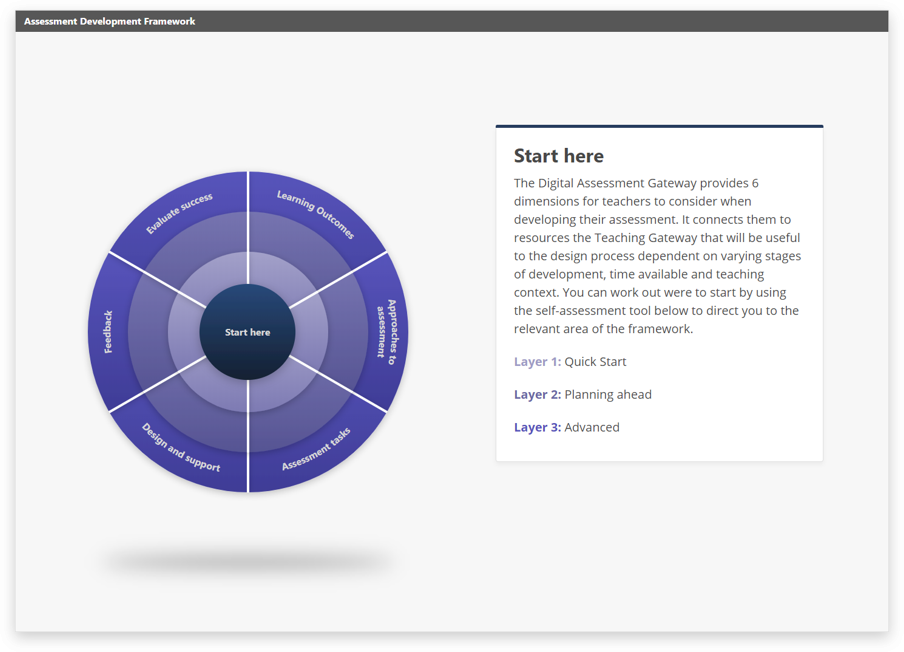 Assessment Development Framework
Evaluate success
Learning Outcomes
Feedback
Start here
Approaches to
assessment
Design and support
Assessment tasks
Start here
The Digital Assessment Gateway provides 6
dimensions for teachers to consider when
developing their assessment. It connects them to
resources the Teaching Gateway that will be useful
to the design process dependent on varying stages
of development, time available and teaching
context. You can work out were to start by using
the self-assessment tool below to direct you to the
relevant area of the framework.
Layer 1: Quick Start
Layer 2: Planning ahead
Layer 3: Advanced